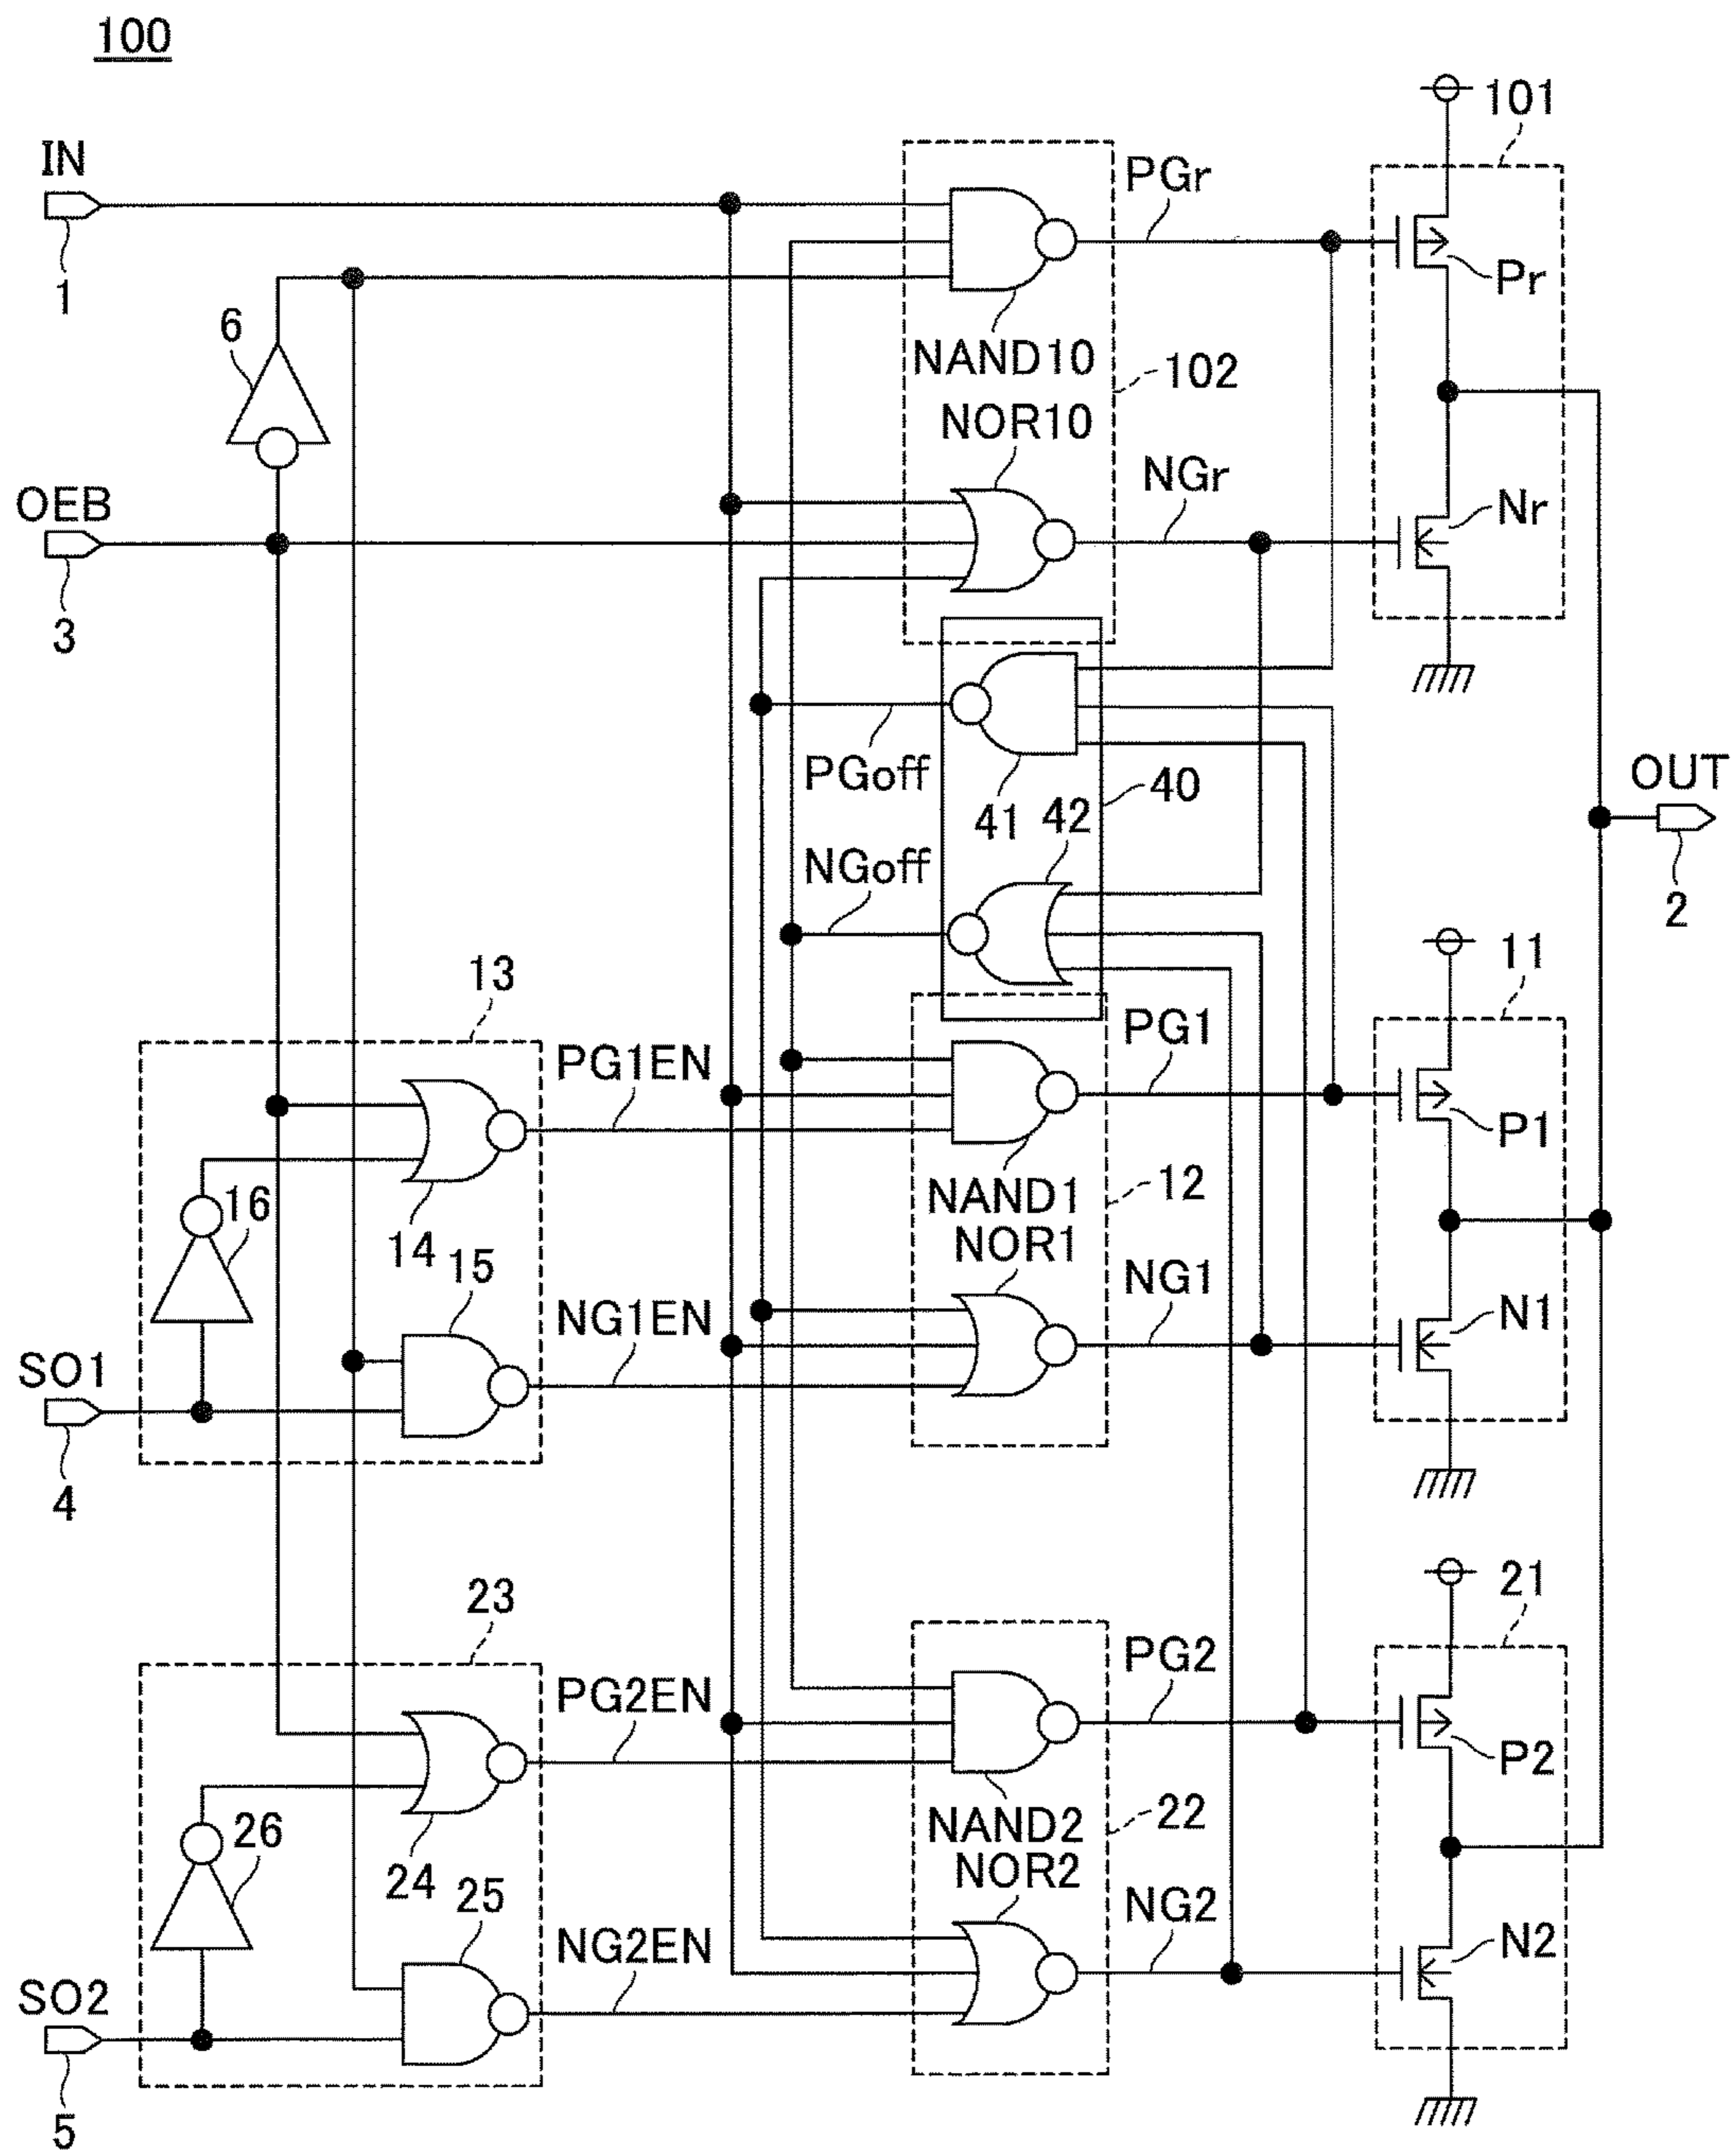 100
IN
1
6
OEB
3
PGr
101
Pr
NAND10
102
NOR10
NGr
Nr
PGoff
41
40
42
NGoff
OUT
2
13
PG1EN
PG1
11
P1
16
14
NAND1
12
NOR1
15
NG1EN
NG1
N1
SO1
4
23
PG2EN
PG2
21
P2
26
24
NAND2
22
NOR2
25
NG2EN
NG2
N2
SO2
5